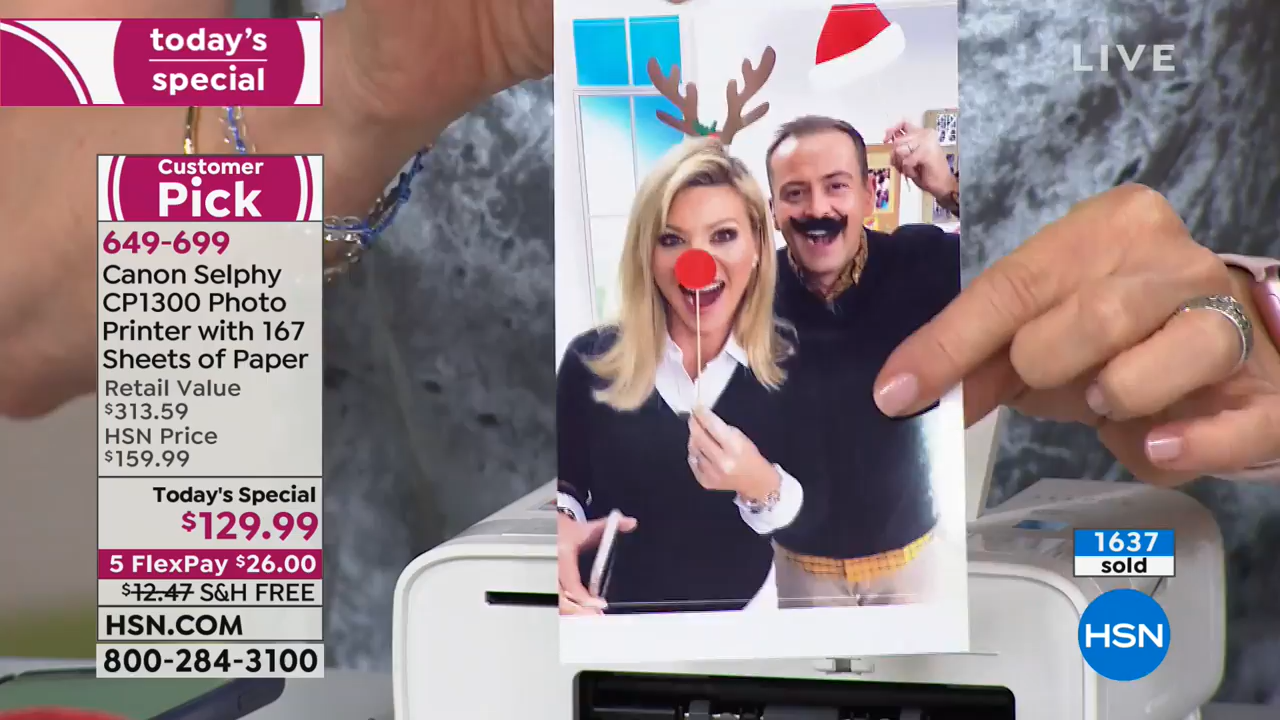 today's
special
LIVE
Customer
Pick
649-699
Canon Selphy
CP1300 Photo
Printer with 167
Sheets of Paper
Retail Value
$313.59
HSN Price
$159.99
Today's Special
$129.99
5 FlexPay $26.00
$12.47 S&H FREE
HSN.COM
800-284-3100
1637
sold
HSN